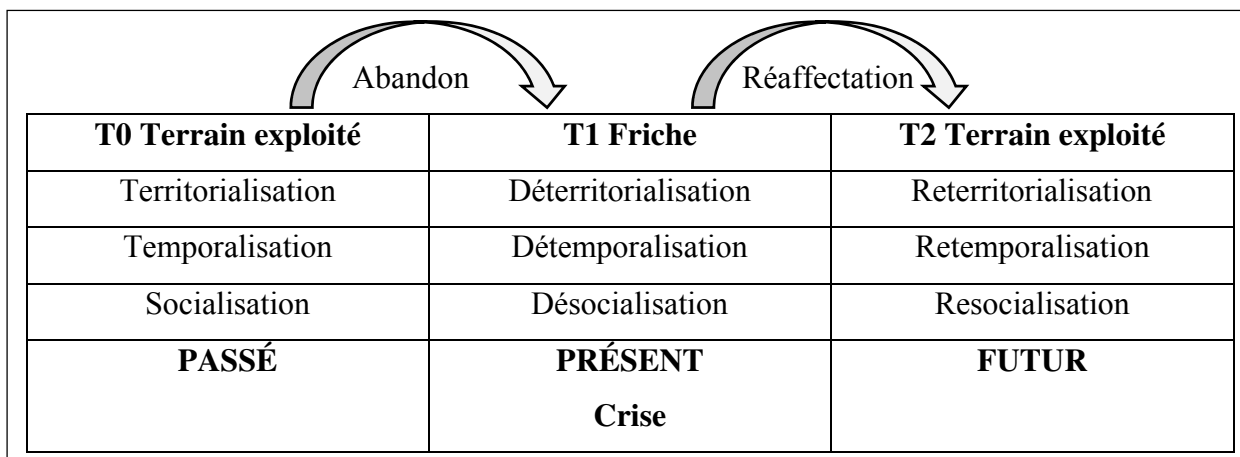 Abandon
Réaffectation
T0 Terrain exploité
T1 Friche
T2 Terrain exploité
Territorialisation
Déterritorialisation
Reterritorialisation
Temporalisation
Détemporalisation
Retemporalisation
Socialisation
Désocialisation
Resocialisation
PASSÉ
PRÉSENT
Crise
FUTUR